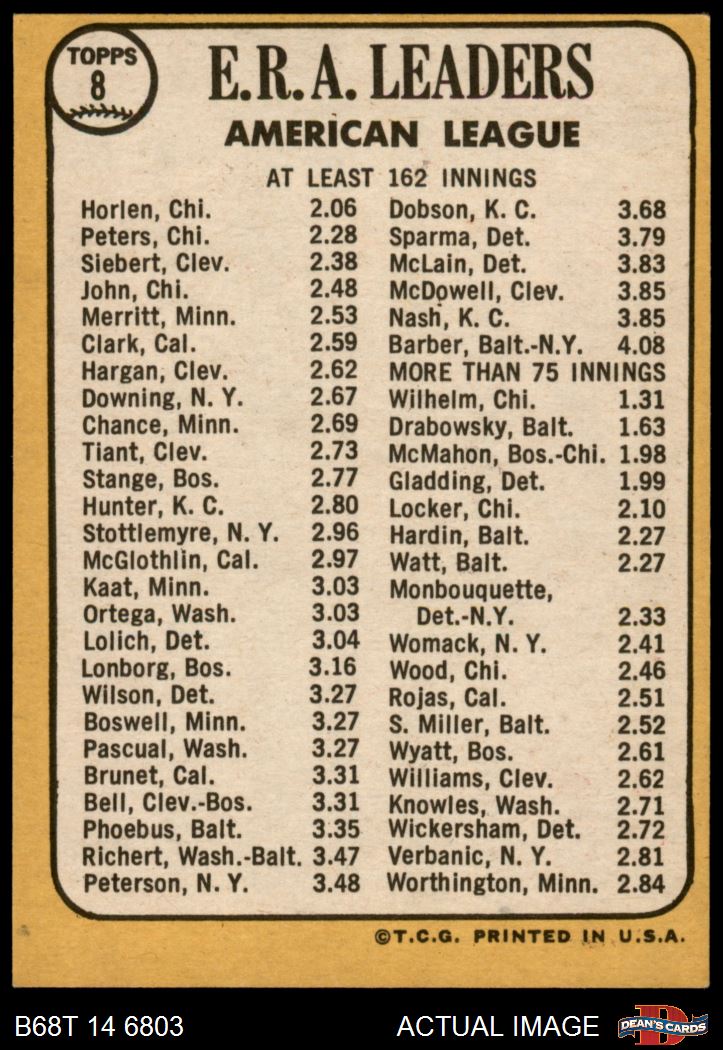 TOPPS
8
E.R.A. LEADERS
AMERICAN LEAGUE
AT LEAST 162 INNINGS
Horlen, Chi. 2.06
Peters, Chi. 2.28
Siebert, Clev. 2.38
John, Chi. 2.48
Merritt, Minn. 2.53
Clark, Cal. 2.59
Hargan, Clev. 2.62
Downing, N. Y. 2.67
Chance, Minn. 2.69
Tiant, Clev. 2.73
Stange, Bos. 2.77
Hunter, K. C. 2.80
Stottlemyre, N. Y. 2.96
McGlothlin, Cal. 2.97
Kaat, Minn. 3.03
Ortega, Wash. 3.03
Lolich, Det. 3.04
Lonborg, Bos. 3.16
Wilson, Det. 3.27
Boswell, Minn. 3.27
Pascual, Wash. 3.27
Brunet, Cal. 3.31
Bell, Clev.-Bos. 3.31
Phoebus, Balt. 3.35
Richert, Wash.-Balt. 3.47
Peterson, N. Y. 3.48
Dobson, K. C. 3.68
Sparma, Det. 3.79
McLain, Det. 3.83
McDowell, Clev. 3.85
Nash, K. C. 3.85
Barber, Balt.-N.Y. 4.08
MORE THAN 75 INNINGS
Wilhelm, Chi. 1.31
Drabowsky, Balt. 1.63
McMahon, Bos.-Chi. 1.98
Gladding, Det. 1.99
Locker, Chi. 2.10
Hardin, Balt. 2.27
Watt, Balt. 2.27
Monbouquette,
Det.-N.Y. 2.33
Womack, N. Y. 2.41
Wood, Chi. 2.46
Rojas, Cal. 2.51
S. Miller, Balt. 2.52
Wyatt, Bos. 2.61
Williams, Clev. 2.62
Knowles, Wash. 2.71
Wickersham, Det. 2.72
Verbanic, N. Y. 2.81
Worthington, Minn. 2.84
©T.C.G. PRINTED IN U.S.A.
B68T 14 6803
ACTUAL IMAGE
D
DEAN'S CARDS